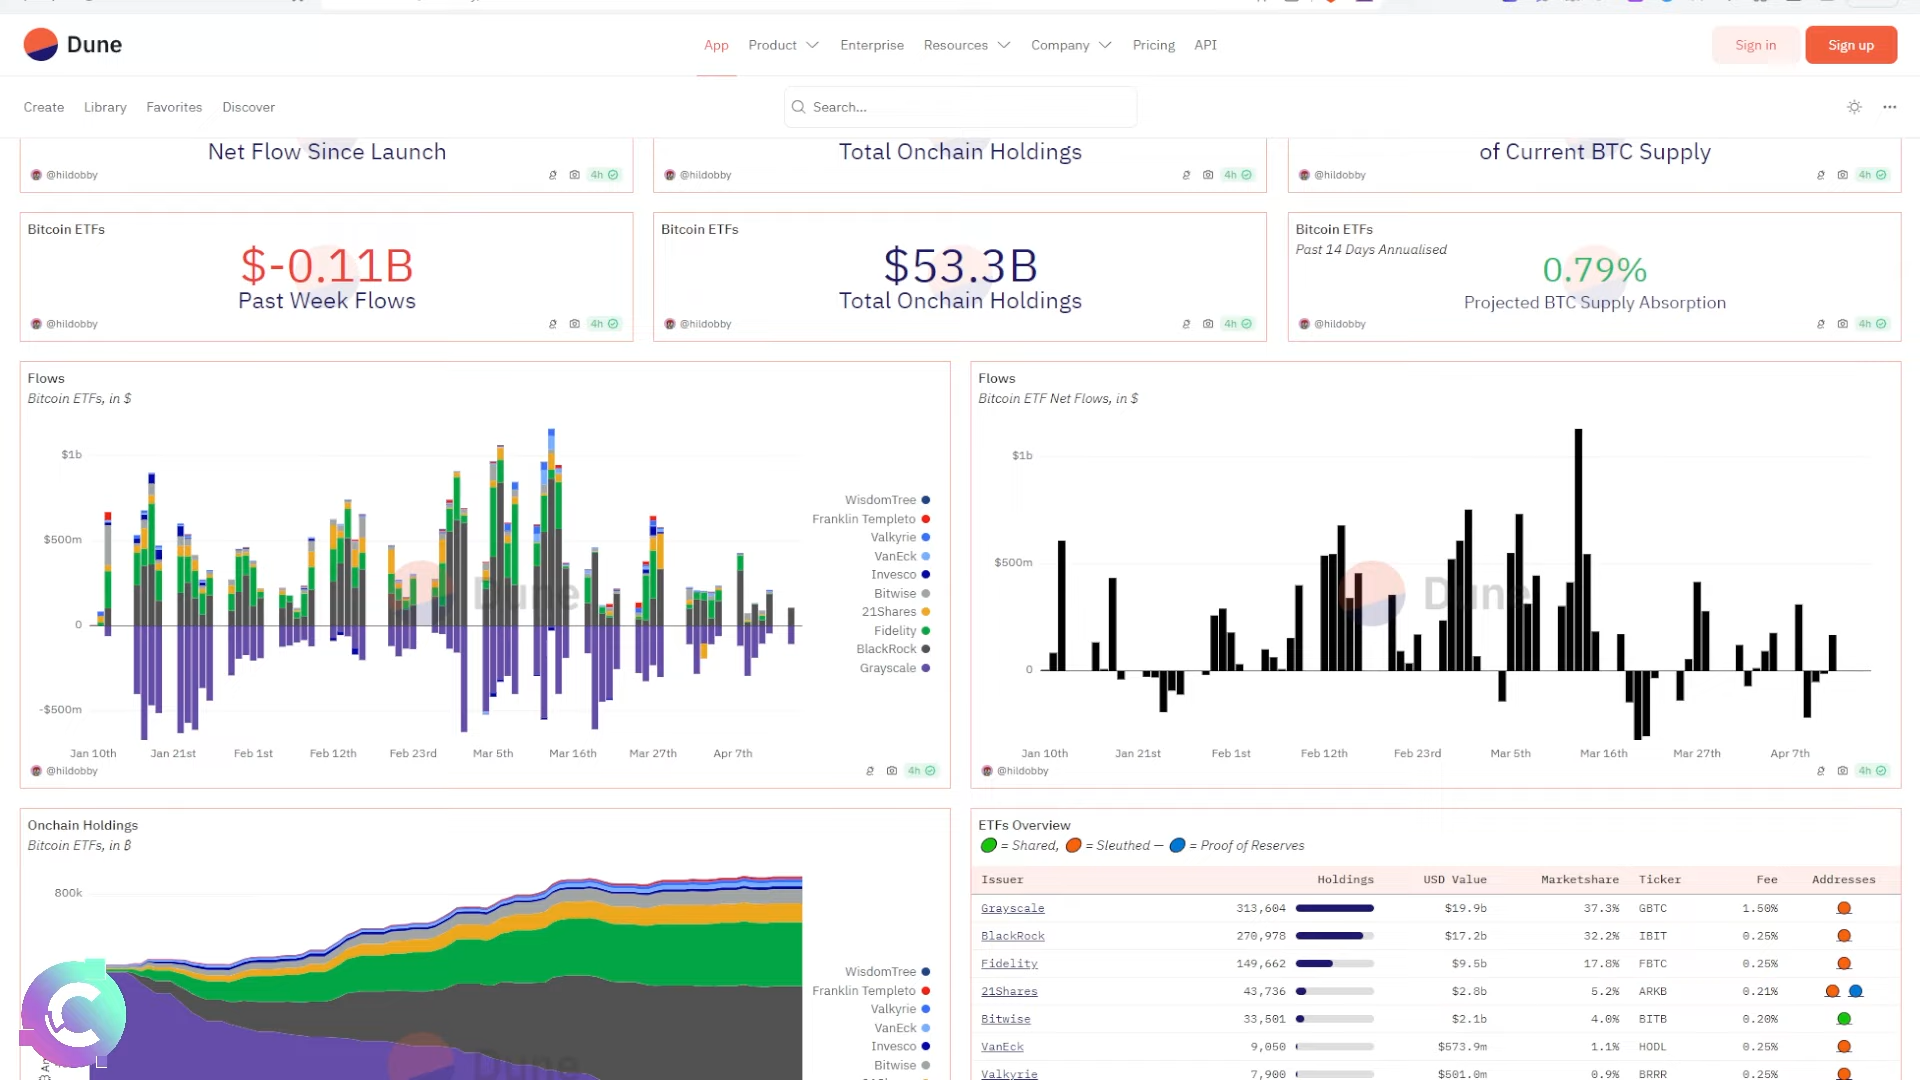 Dune
App
Product
Enterprise
Resources
Company
Pricing
API
Sign in
Sign up
Create
Library
Favorites
Discover
Search...
Net Flow Since Launch
@hildobby
4h
Total Onchain Holdings
@hildobby
4h
of Current BTC Supply
@hildobby
4h
Bitcoin ETFs
$-0.11B
Past Week Flows
@hildobby
4h
Bitcoin ETFs
$53.3B
Total Onchain Holdings
@hildobby
4h
Bitcoin ETFs
Past 14 Days Annualised
0.79%
Projected BTC Supply Absorption
@hildobby
4h
Flows
Bitcoin ETFs, in $
$1b
$500m
0
-$500m
Jan 10th Jan 21st Feb 1st Feb 12th Feb 23rd Mar 5th Mar 16th Mar 27th Apr 7th
WisdomTree
Franklin Templeto
Valkyrie
VanEck
Invesco
Bitwise
21Shares
Fidelity
BlackRock
Grayscale
Dune
@hildobby
4h
Flows
Bitcoin ETF Net Flows, in $
$1b
$500m
0
Jan 10th Jan 21st Feb 1st Feb 12th Feb 23rd Mar 5th Mar 16th Mar 27th Apr 7th
Dune
@hildobby
4h
Onchain Holdings
Bitcoin ETFs, in ₿
800k
WisdomTree
Franklin Templeto
Valkyrie
VanEck
Invesco
Bitwise
Dune
ETFs Overview
= Shared, = Sleuthed — = Proof of Reserves
Issuer Holdings USD Value Marketshare Ticker Fee Addresses
Grayscale 313,604 $19.9b 37.3% GBTC 1.50%
BlackRock 270,978 $17.2b 32.2% IBIT 0.25%
Fidelity 149,662 $9.5b 17.8% FBTC 0.25%
21Shares 43,736 $2.8b 5.2% ARKB 0.21%
Bitwise 33,501 $2.1b 4.0% BITB 0.20%
VanEck 9,050 $573.9m 1.1% HODL 0.25%
Valkyrie 7,900 $501.0m 0.9% BRRR 0.25%